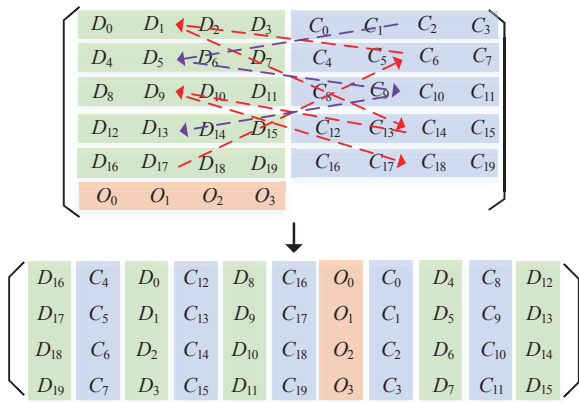 D₀ D₁ D₂ D₃ C₀ C₁ C₂ C₃
D₄ D₅ D₆ D₇ C₄ C₅ C₆ C₇
D₈ D₉ D₁₀ D₁₁ C₈ C₉ C₁₀ C₁₁
D₁₂ D₁₃ D₁₄ D₁₅ C₁₂ C₁₃ C₁₄ C₁₅
D₁₆ D₁₇ D₁₈ D₁₉ C₁₆ C₁₇ C₁₈ C₁₉
O₀ O₁ O₂ O₃
D₁₆ C₄ D₀ C₁₂ D₈ C₁₆ O₀ C₀ D₄ C₈ D₁₂
D₁₇ C₅ D₁ C₁₃ D₉ C₁₇ O₁ C₁ D₅ C₉ D₁₃
D₁₈ C₆ D₂ C₁₄ D₁₀ C₁₈ O₂ C₂ D₆ C₁₀ D₁₄
D₁₉ C₇ D₃ C₁₅ D₁₁ C₁₉ O₃ C₃ D₇ C₁₁ D₁₅